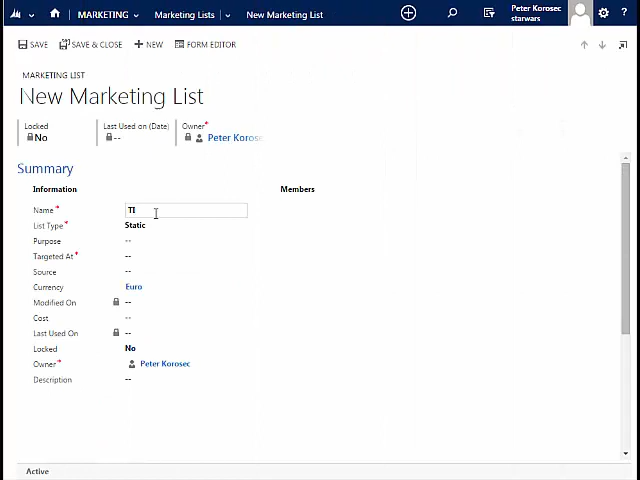 MARKETING Marketing Lists New Marketing List Peter Korosec
starwars ?
SAVE SAVE & CLOSE NEW FORM EDITOR
MARKETING LIST
New Marketing List
Locked Last Used on (Date) Owner*
No -- Peter Korosec
Summary
Information Members
Name * TI
List Type * Static
Purpose --
Targeted At * --
Source --
Currency Euro
Modified On --
Cost --
Last Used On --
Locked No
Owner * Peter Korosec
Description --
Active